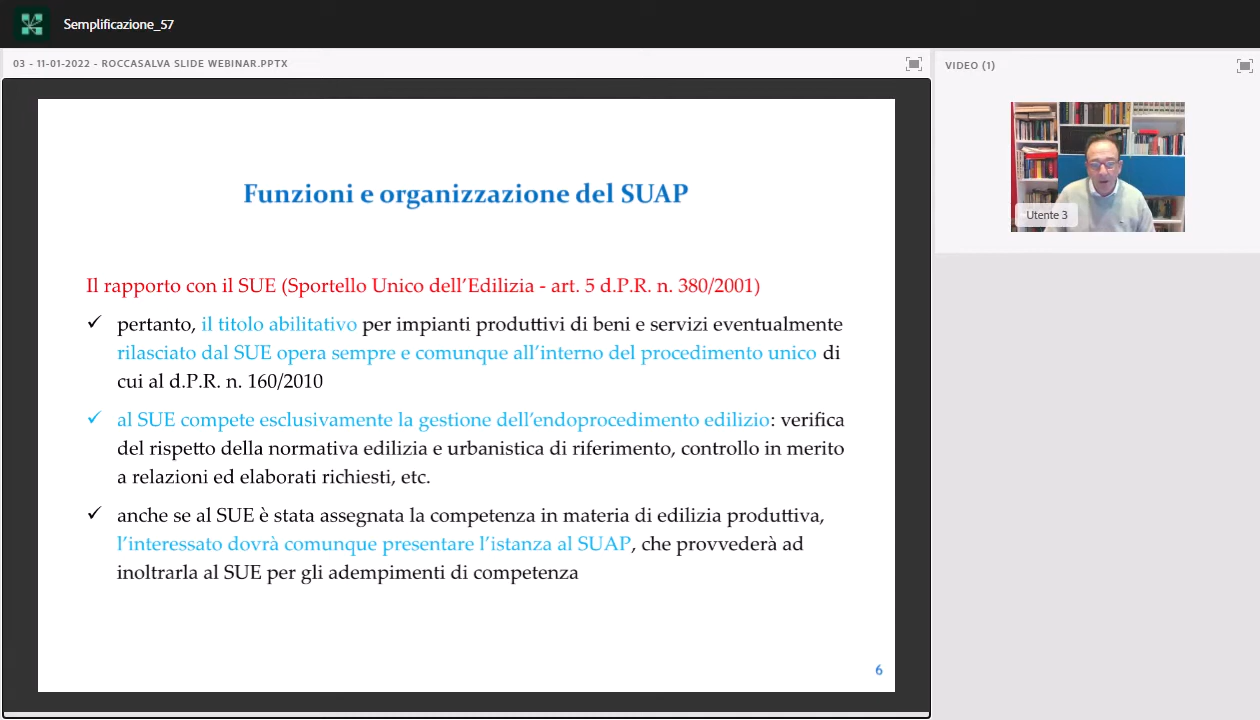 Semplificazione_57
03 - 11-01-2022 - ROCCASALVA SLIDE WEBINAR.PPTX
VIDEO (1)
Utente 3
Funzioni e organizzazione del SUAP
Il rapporto con il SUE (Sportello Unico dell’Edilizia - art. 5 d.P.R. n. 380/2001)
✓ pertanto, il titolo abilitativo per impianti produttivi di beni e servizi eventualmente
rilasciato dal SUE opera sempre e comunque all’interno del procedimento unico di
cui al d.P.R. n. 160/2010
✓ al SUE compete esclusivamente la gestione dell’endoprocedimento edilizio: verifica
del rispetto della normativa edilizia e urbanistica di riferimento, controllo in merito
a relazioni ed elaborati richiesti, etc.
✓ anche se al SUE è stata assegnata la competenza in materia di edilizia produttiva,
l’interessato dovrà comunque presentare l’istanza al SUAP, che provvederà ad
inoltrarla al SUE per gli adempimenti di competenza
6